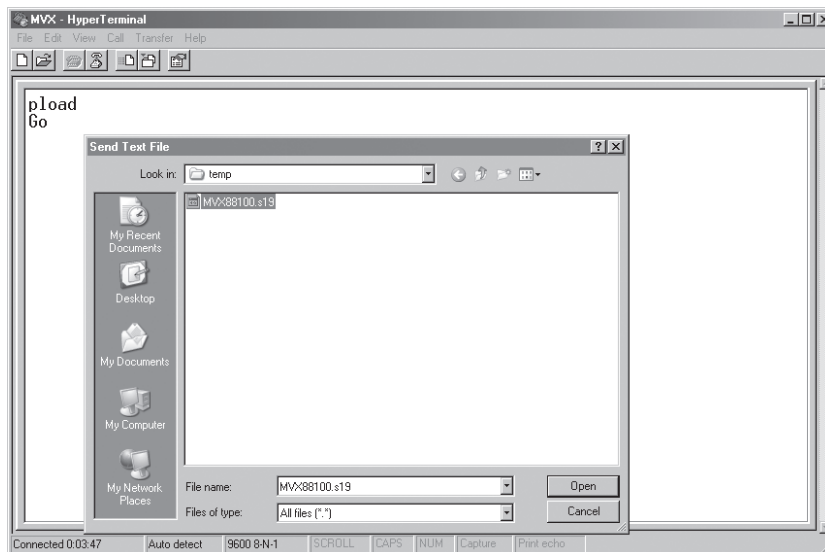 MVX - HyperTerminal
File Edit View Call Transfer Help
pload
Go
Send Text File
Look in:
temp
MVX88100.s19
My Recent
Documents
Desktop
My Documents
My Computer
My Network
Places
File name:
MVX88100.s19
Open
Files of type:
All files (*.*)
Cancel
Connected 0:03:47 Auto detect 9600 8-N-1 SCROLL CAPS NUM Capture Print echo